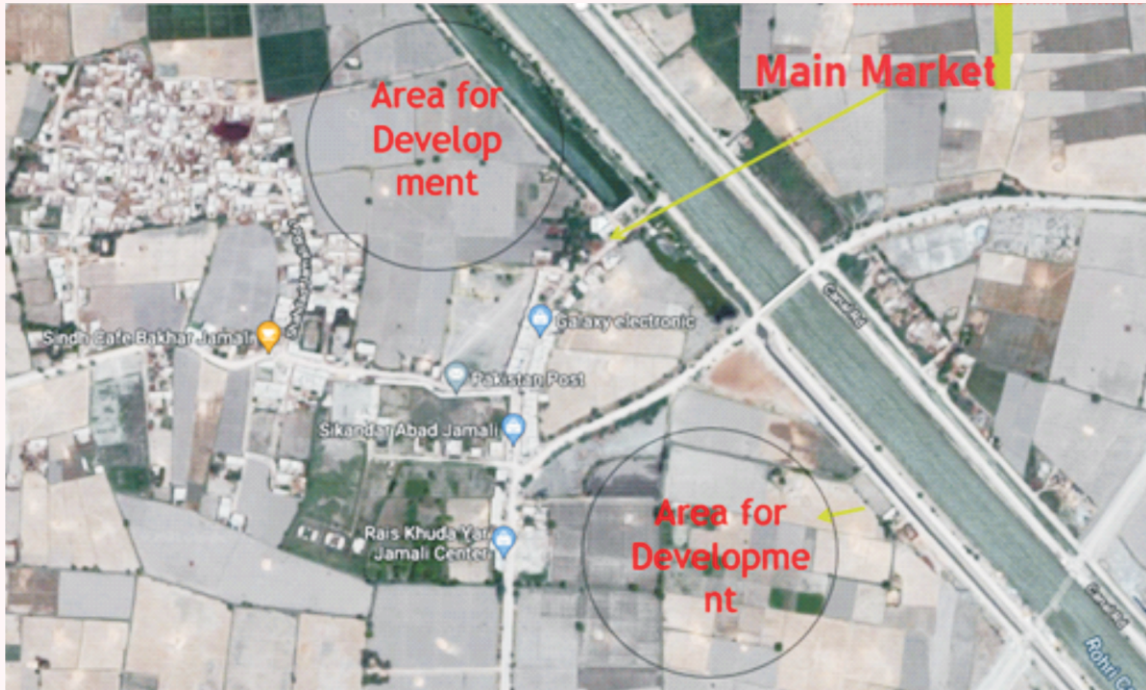 Main Market
Area for
Develop
ment
Galaxy electronic
Sindh Cafe Bakhar Jamali
Pakistan Post
Sikandar Abad Jamali
Canal Rd
Area for
Developme
nt
Rais Khuda Yar
Jamali Center
Canal Rd
Rohri